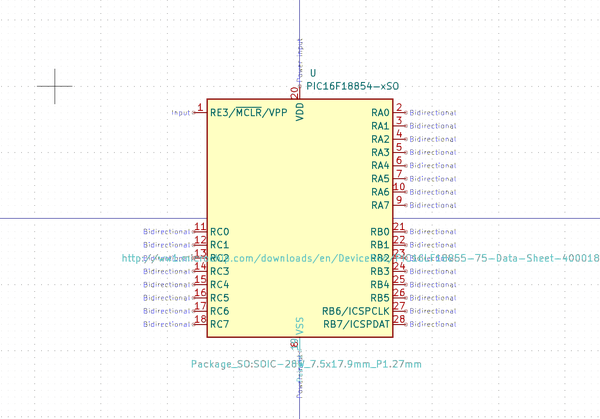 Power input
U
PIC16F18854-xSO
20
VDD
Input 1 RE3/MCLR/VPP
RA0 2 Bidirectional
RA1 3 Bidirectional
RA2 4 Bidirectional
RA3 5 Bidirectional
RA4 6 Bidirectional
RA5 7 Bidirectional
RA6 10 Bidirectional
RA7 9 Bidirectional
Bidirectional 11 RC0
RB0 21 Bidirectional
Bidirectional 12 RC1
RB1 22 Bidirectional
13 RC2
RB2 23
Bidirectional 14 RC3
RB3 24 Bidirectional
Bidirectional 15 RC4
RB4 25 Bidirectional
Bidirectional 16 RC5
RB5 26 Bidirectional
Bidirectional 17 RC6
RB6/ICSPCLK 27 Bidirectional
Bidirectional 18 RC7
RB7/ICSPDAT 28 Bidirectional
VSS
Package_SO:SOIC-28W_7.5x17.9mm_P1.27mm